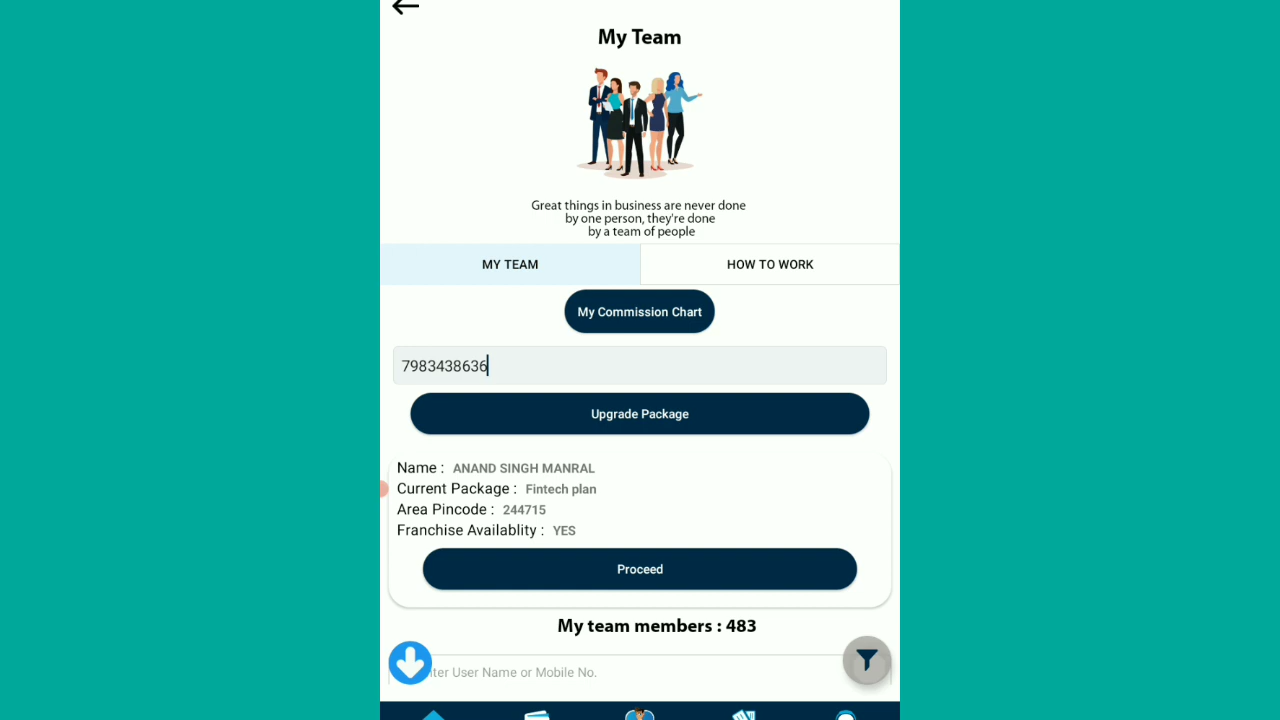 My Team
Great things in business are never done
by one person, they're done
by a team of people
MY TEAM
HOW TO WORK
My Commission Chart
7983438636
Upgrade Package
Name : ANAND SINGH MANRAL
Current Package : Fintech plan
Area Pincode : 244715
Franchise Availablity : YES
Proceed
My team members : 483
User Name or Mobile No.